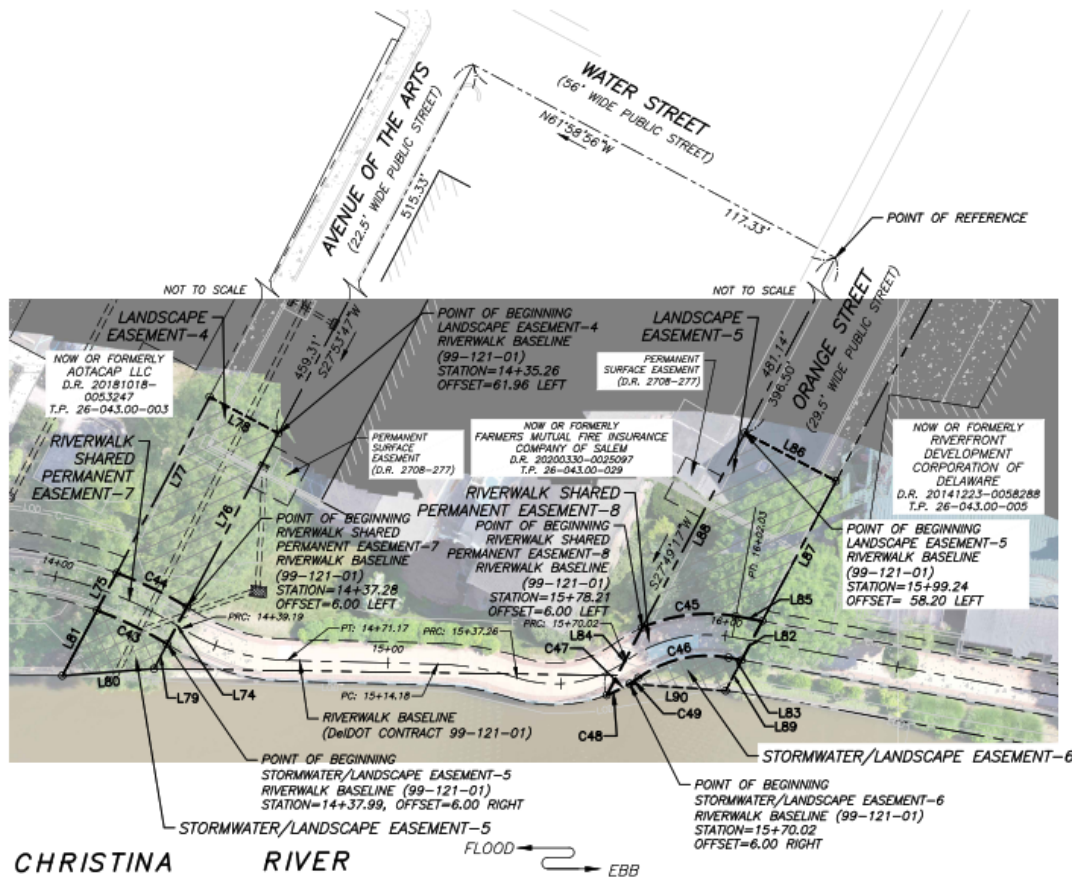 AVENUE OF THE ARTS
(22.5' WIDE PUBLIC STREET)
515.33'
WATER STREET
(56' WIDE PUBLIC STREET)
N61°58'56"W
117.33'
POINT OF REFERENCE
NOT TO SCALE
NOT TO SCALE
LANDSCAPE
EASEMENT-4
459.31'
S27°53'47"W
POINT OF BEGINNING
LANDSCAPE EASEMENT-4
RIVERWALK BASELINE
(99-121-01)
STATION=14+35.26
OFFSET=61.96 LEFT
LANDSCAPE
EASEMENT-5
481.14'
396.50'
ORANGE STREET
(29.5' WIDE PUBLIC STREET)
NOW OR FORMERLY
AOTACAP LLC
D.R. 20181018-
0053247
T.P. 26-043.00-003
PERMANENT
SURFACE EASEMENT
(D.R. 2708-277)
L78
L77
L76
PERMANENT
SURFACE
EASEMENT
(D.R. 2708-277)
NOW OR FORMERLY
FARMERS MUTUAL FIRE INSURANCE
COMPANY OF SALEM
D.R. 20200330-0025097
T.P. 26-043.00-029
L86
NOW OR FORMERLY
RIVERFRONT
DEVELOPMENT
CORPORATION OF
DELAWARE
D.R. 20141223-0058288
T.P. 26-043.00-005
RIVERWALK
SHARED
PERMANENT
EASEMENT-7
RIVERWALK SHARED
PERMANENT EASEMENT-8
POINT OF BEGINNING
RIVERWALK SHARED
PERMANENT EASEMENT-7
RIVERWALK BASELINE
(99-121-01)
STATION=14+37.28
OFFSET=6.00 LEFT
POINT OF BEGINNING
RIVERWALK SHARED
PERMANENT EASEMENT-8
RIVERWALK BASELINE
(99-121-01)
STATION=15+78.21
OFFSET=6.00 LEFT
S27°49'17"W
L88
PT: 16+02.03
L87
POINT OF BEGINNING
LANDSCAPE EASEMENT-5
RIVERWALK BASELINE
(99-121-01)
STATION=15+99.24
OFFSET= 58.20 LEFT
14+00
L75
C44
PRC: 14+39.19
L81
C43
PT: 14+71.17
15+00
PRC: 15+37.26
PRC: 15+70.02
L84
C47
C45
16+00
L85
C46
L82
L80
L79
L74
PC: 15+14.18
RIVERWALK BASELINE
(DelDOT CONTRACT 99-121-01)
C48
C49
L90
L83
L89
POINT OF BEGINNING
STORMWATER/LANDSCAPE EASEMENT-5
RIVERWALK BASELINE (99-121-01)
STATION=14+37.99, OFFSET=6.00 RIGHT
STORMWATER/LANDSCAPE EASEMENT-6
POINT OF BEGINNING
STORMWATER/LANDSCAPE EASEMENT-6
RIVERWALK BASELINE (99-121-01)
STATION=15+70.02
OFFSET=6.00 RIGHT
STORMWATER/LANDSCAPE EASEMENT-5
CHRISTINA RIVER
FLOOD
EBB